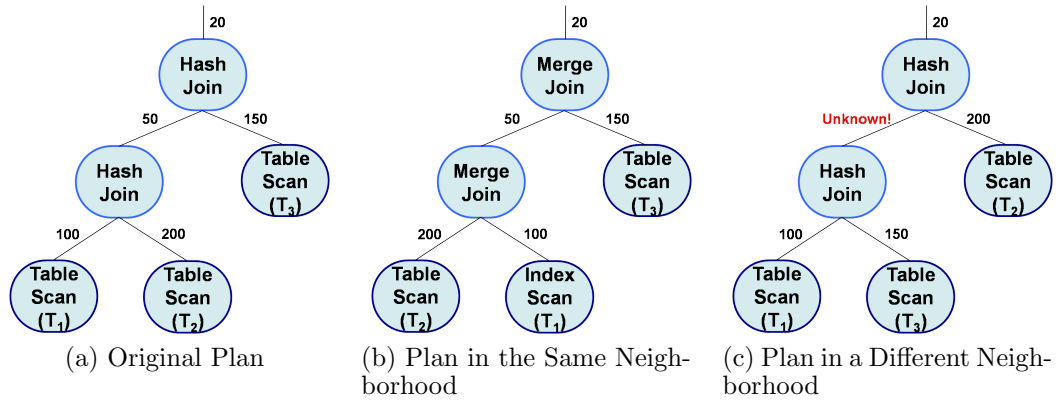 20
Hash
Join
50
150
Hash
Join
Table
Scan
(T3)
100
200
Table
Scan
(T1)
Table
Scan
(T2)
(a) Original Plan
20
Merge
Join
50
150
Merge
Join
Table
Scan
(T3)
200
100
Table
Scan
(T2)
Index
Scan
(T1)
(b) Plan in the Same Neigh-
borhood
20
Hash
Join
Unknown!
200
Hash
Join
Table
Scan
(T2)
100
150
Table
Scan
(T1)
Table
Scan
(T3)
(c) Plan in a Different Neigh-
borhood